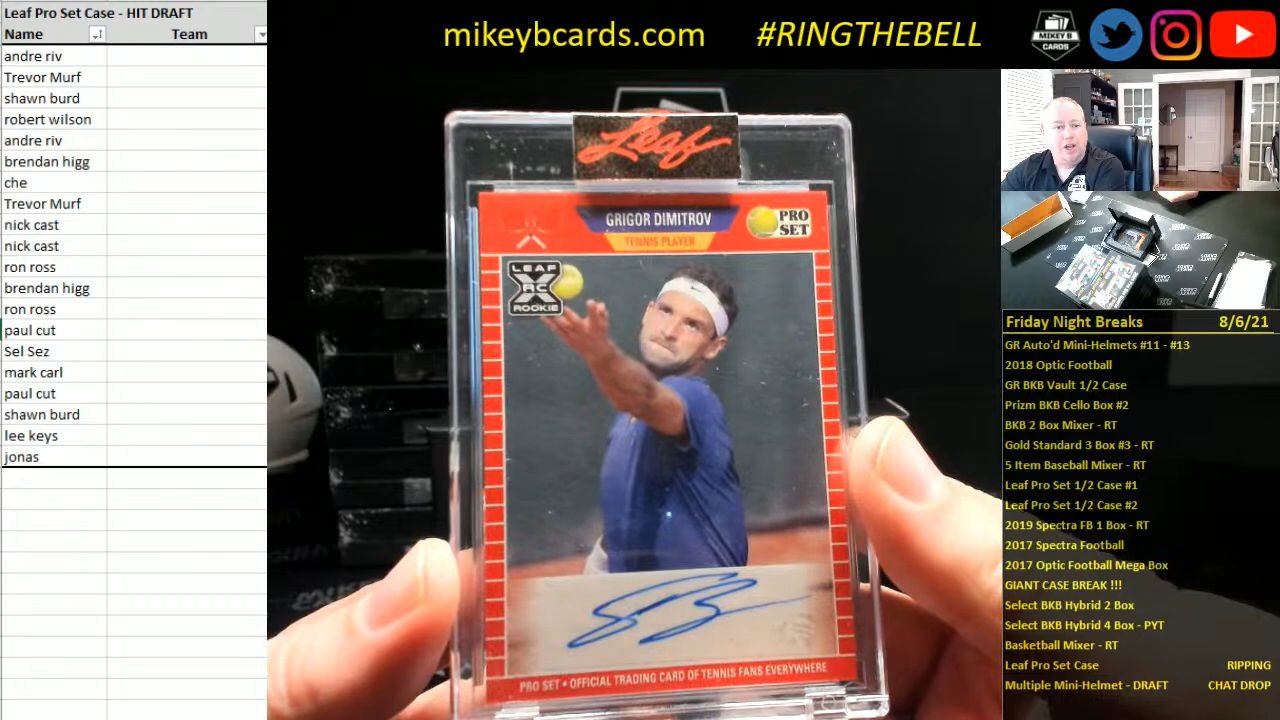 Leaf Pro Set Case - HIT DRAFT
Name Team
andre riv
Trevor Murf
shawn burd
robert wilson
andre riv
brendan higg
che
Trevor Murf
nick cast
nick cast
ron ross
brendan higg
ron ross
paul cut
Sel Sez
mark carl
paul cut
shawn burd
lee keys
jonas
mikeybcards.com #RINGTHEBELL
MIKEY B
CARDS
Leaf
GRIGOR DIMITROV
TENNIS PLAYER
PRO
SET
LEAF
RC
ROOKIE
PRO SET • OFFICIAL TRADING CARD OF TENNIS FANS EVERYWHERE
Friday Night Breaks 8/6/21
GR Auto'd Mini-Helmets #11 - #13
2018 Optic Football
GR BKB Vault 1/2 Case
Prizm BKB Cello Box #2
BKB 2 Box Mixer - RT
Gold Standard 3 Box #3 - RT
5 Item Baseball Mixer - RT
Leaf Pro Set 1/2 Case #1
Leaf Pro Set 1/2 Case #2
2019 Spectra FB 1 Box - RT
2017 Spectra Football
2017 Optic Football Mega Box
GIANT CASE BREAK !!!
Select BKB Hybrid 2 Box
Select BKB Hybrid 4 Box - PYT
Basketball Mixer - RT
Leaf Pro Set Case RIPPING
Multiple Mini-Helmet - DRAFT CHAT DROP